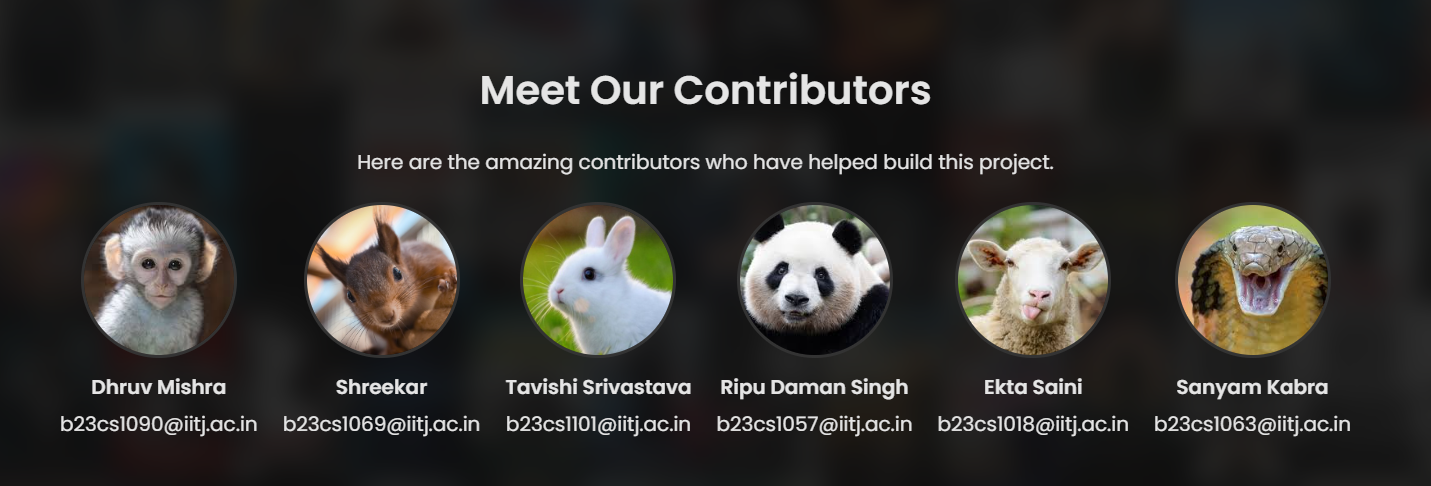 Meet Our Contributors
Here are the amazing contributors who have helped build this project.
Dhruv Mishra Shreekar Tavishi Srivastava Ripu Daman Singh Ekta Saini Sanyam Kabra
b23cs1090@iitj.ac.in b23cs1069@iitj.ac.in b23cs1101@iitj.ac.in b23cs1057@iitj.ac.in b23cs1018@iitj.ac.in b23cs1063@iitj.ac.in